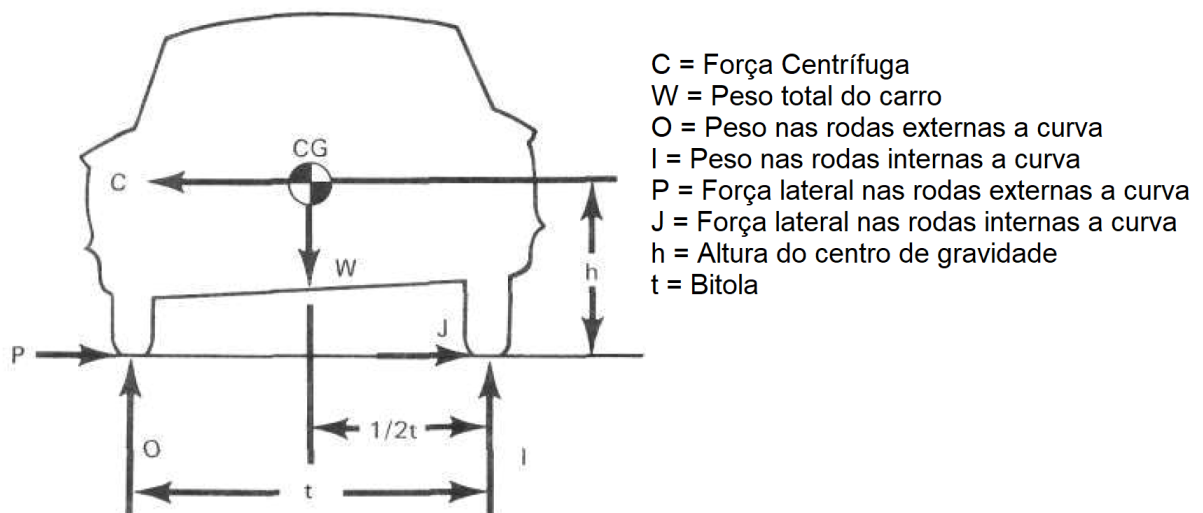 C = Força Centrífuga
W = Peso total do carro
O = Peso nas rodas externas a curva
I = Peso nas rodas internas a curva
P = Força lateral nas rodas externas a curva
J = Força lateral nas rodas internas a curva
h = Altura do centro de gravidade
t = Bitola
CG
C
W
h
J
P
1/2t
O
I
t